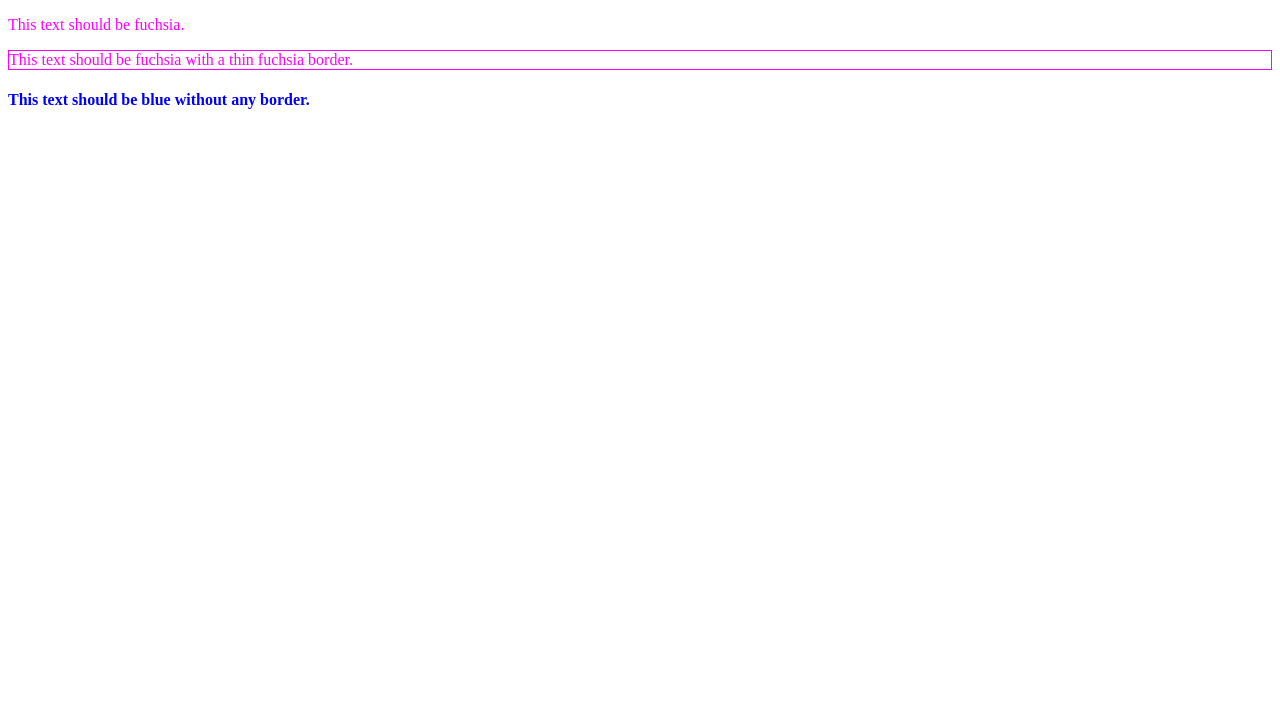 This text should be fuchsia.
This text should be fuchsia with a thin fuchsia border.
This text should be blue without any border.